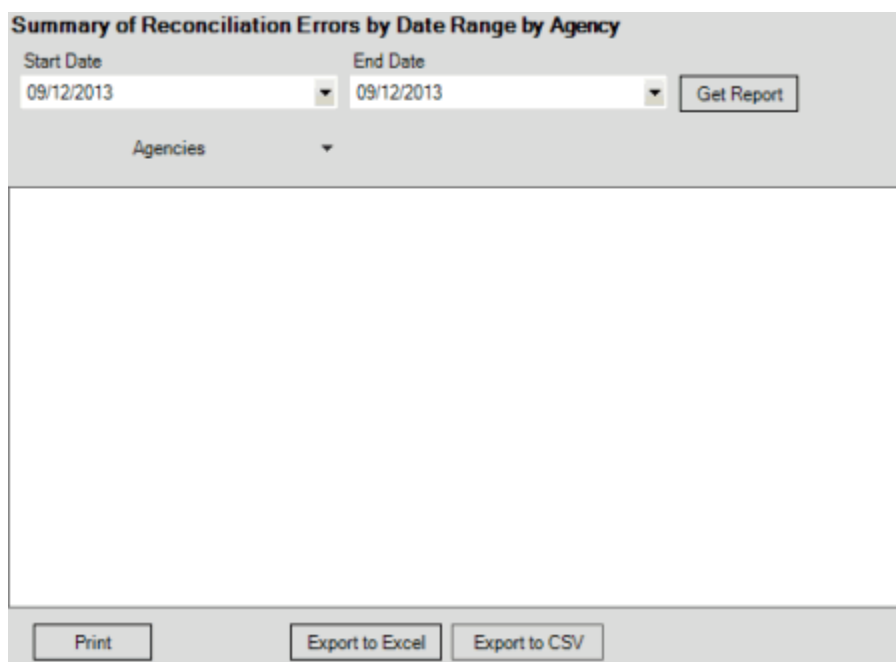 Summary of Reconciliation Errors by Date Range by Agency
Start Date End Date
09/12/2013 09/12/2013 Get Report
Agencies
Print Export to Excel Export to CSV